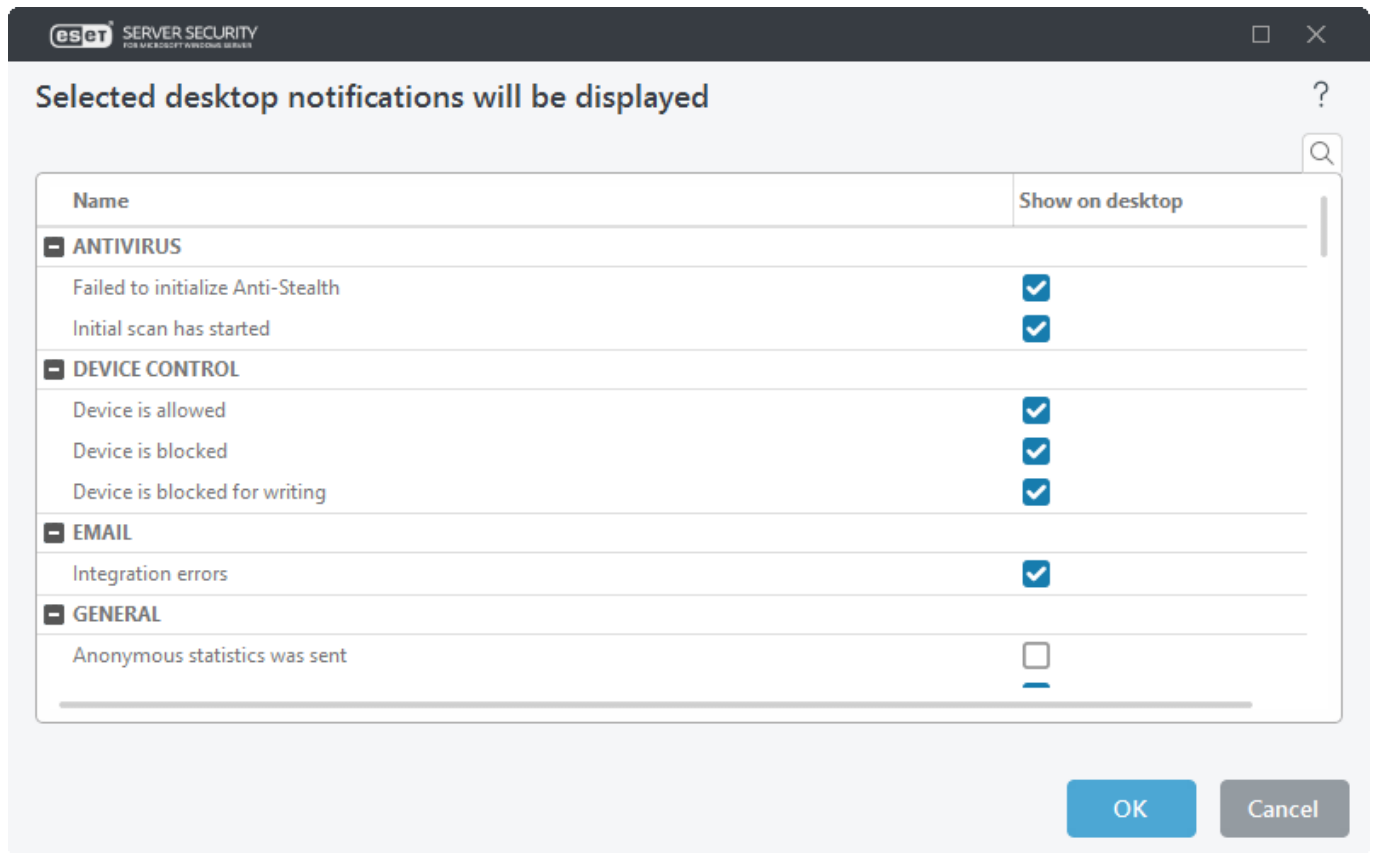 eset SERVER SECURITY
FOR MICROSOFT WINDOWS SERVER
Selected desktop notifications will be displayed
?
Name Show on desktop
ANTIVIRUS
Failed to initialize Anti-Stealth
Initial scan has started
DEVICE CONTROL
Device is allowed
Device is blocked
Device is blocked for writing
EMAIL
Integration errors
GENERAL
Anonymous statistics was sent
OK Cancel